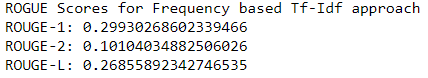 ROGUE Scores for Frequency based Tf-Idf approach
ROUGE-1: 0.29930268602339466
ROUGE-2: 0.10104034882506026
ROUGE-L: 0.26855892342746535